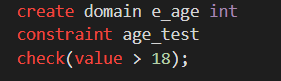 create domain e_age int
constraint age_test
check(value > 18);